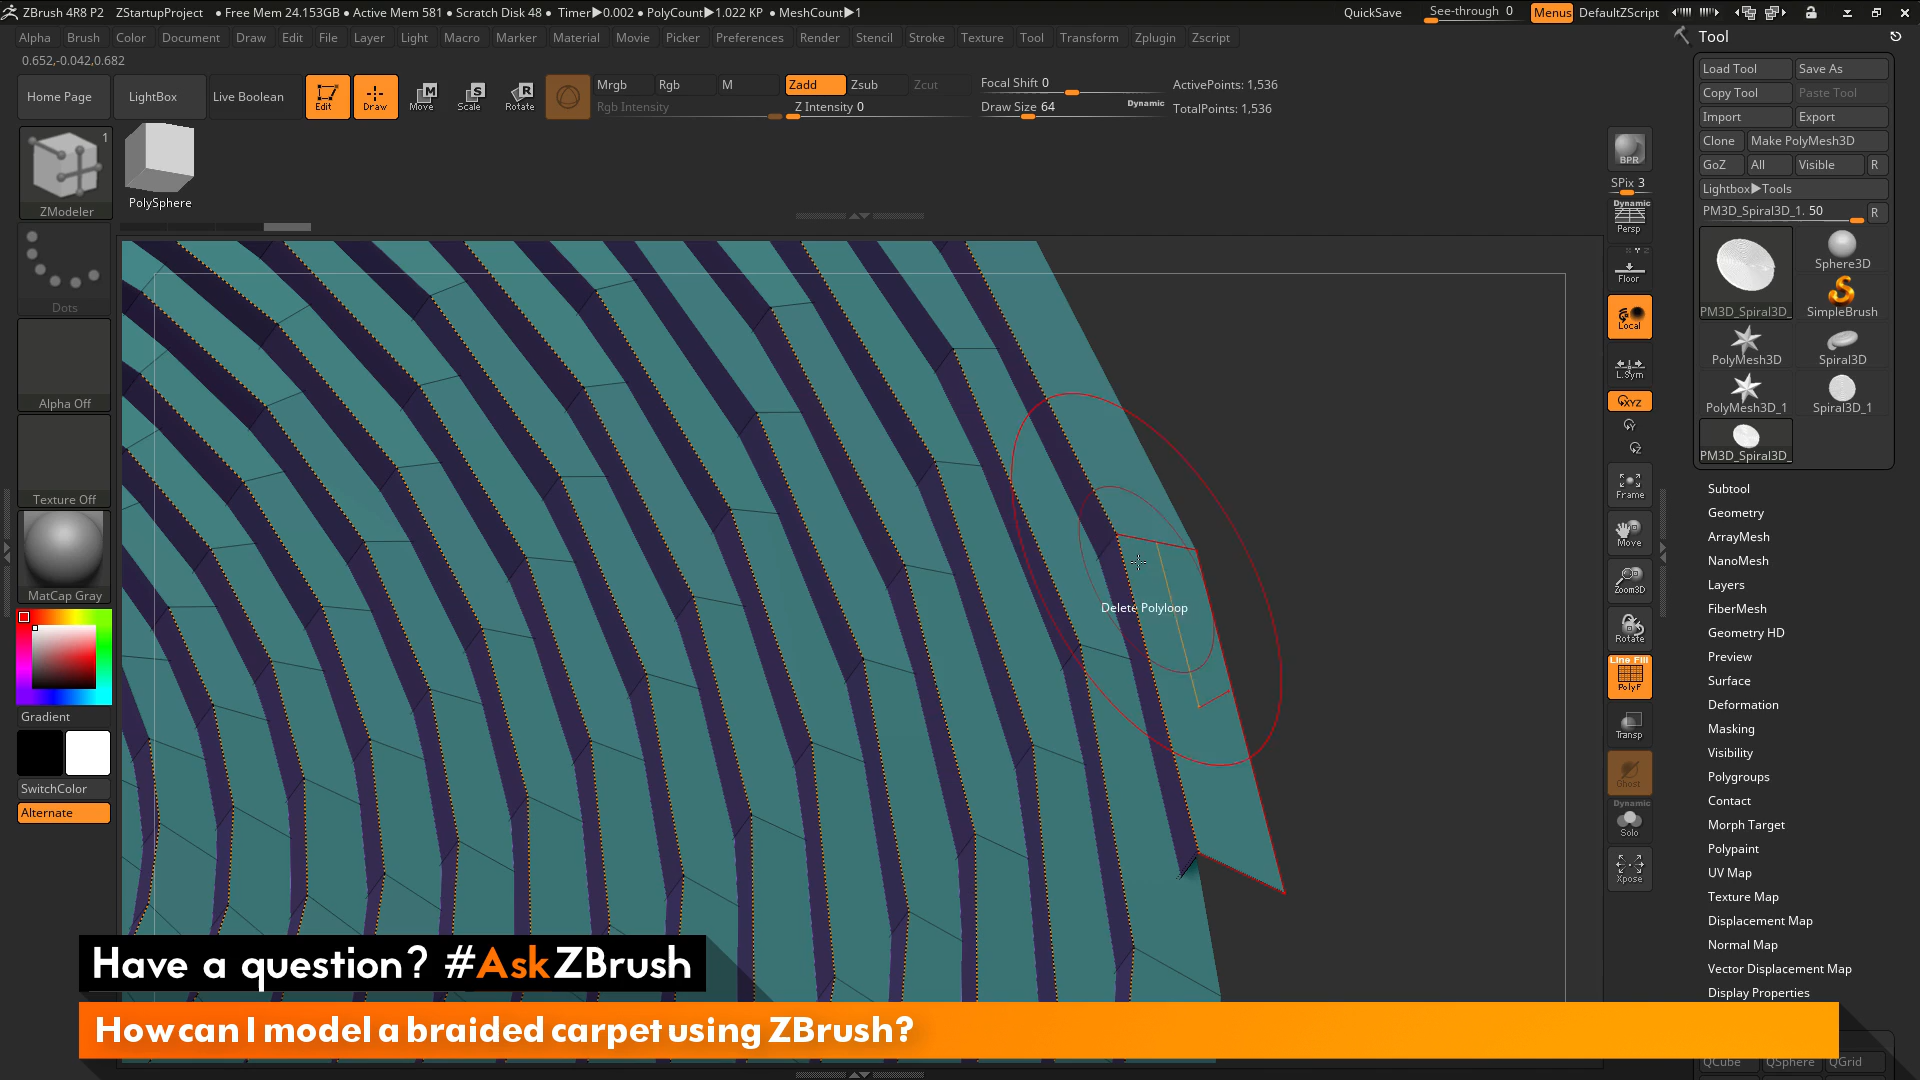 ZBrush 4R8 P2 ZStartupProject • Free Mem 24.153GB • Active Mem 581 • Scratch Disk 48 • Timer▶0.002 • PolyCount▶1.022 KP • MeshCount▶1 QuickSave See-through 0 Menus DefaultZScript
Alpha Brush Color Document Draw Edit File Layer Light Macro Marker Material Movie Picker Preferences Render Stencil Stroke Texture Tool Transform Zplugin Zscript
0.652,-0.042,0.682
Home Page LightBox Live Boolean Edit Draw Move Scale Rotate
Mrgb Rgb M Zadd Zsub Zcut Focal Shift 0 ActivePoints: 1,536
Rgb Intensity Z Intensity 0 Draw Size 64 Dynamic TotalPoints: 1,536
1
ZModeler
PolySphere
Dots
Alpha Off
Texture Off
MatCap Gray
Gradient
SwitchColor
Alternate
Delete Polyloop
BPR
SPix 3
Dynamic
Persp
Floor
Local
L.Sym
XYZ
Frame
Move
Zoom3D
Rotate
Line Fill
PolyF
Transp
Ghost
Dynamic
Solo
Xpose
Tool
Load Tool Save As
Copy Tool Paste Tool
Import Export
Clone Make PolyMesh3D
GoZ All Visible R
Lightbox▶Tools
PM3D_Spiral3D_1. 50 R
PM3D_Spiral3D_ Sphere3D
SimpleBrush
PolyMesh3D Spiral3D
PolyMesh3D_1 Spiral3D_1
PM3D_Spiral3D_
Subtool
Geometry
ArrayMesh
NanoMesh
Layers
FiberMesh
Geometry HD
Preview
Surface
Deformation
Masking
Visibility
Polygroups
Contact
Morph Target
Polypaint
UV Map
Texture Map
Displacement Map
Normal Map
Vector Displacement Map
Display Properties
QCube QSphere QGrid
Have a question? #AskZBrush
How can I model a braided carpet using ZBrush?